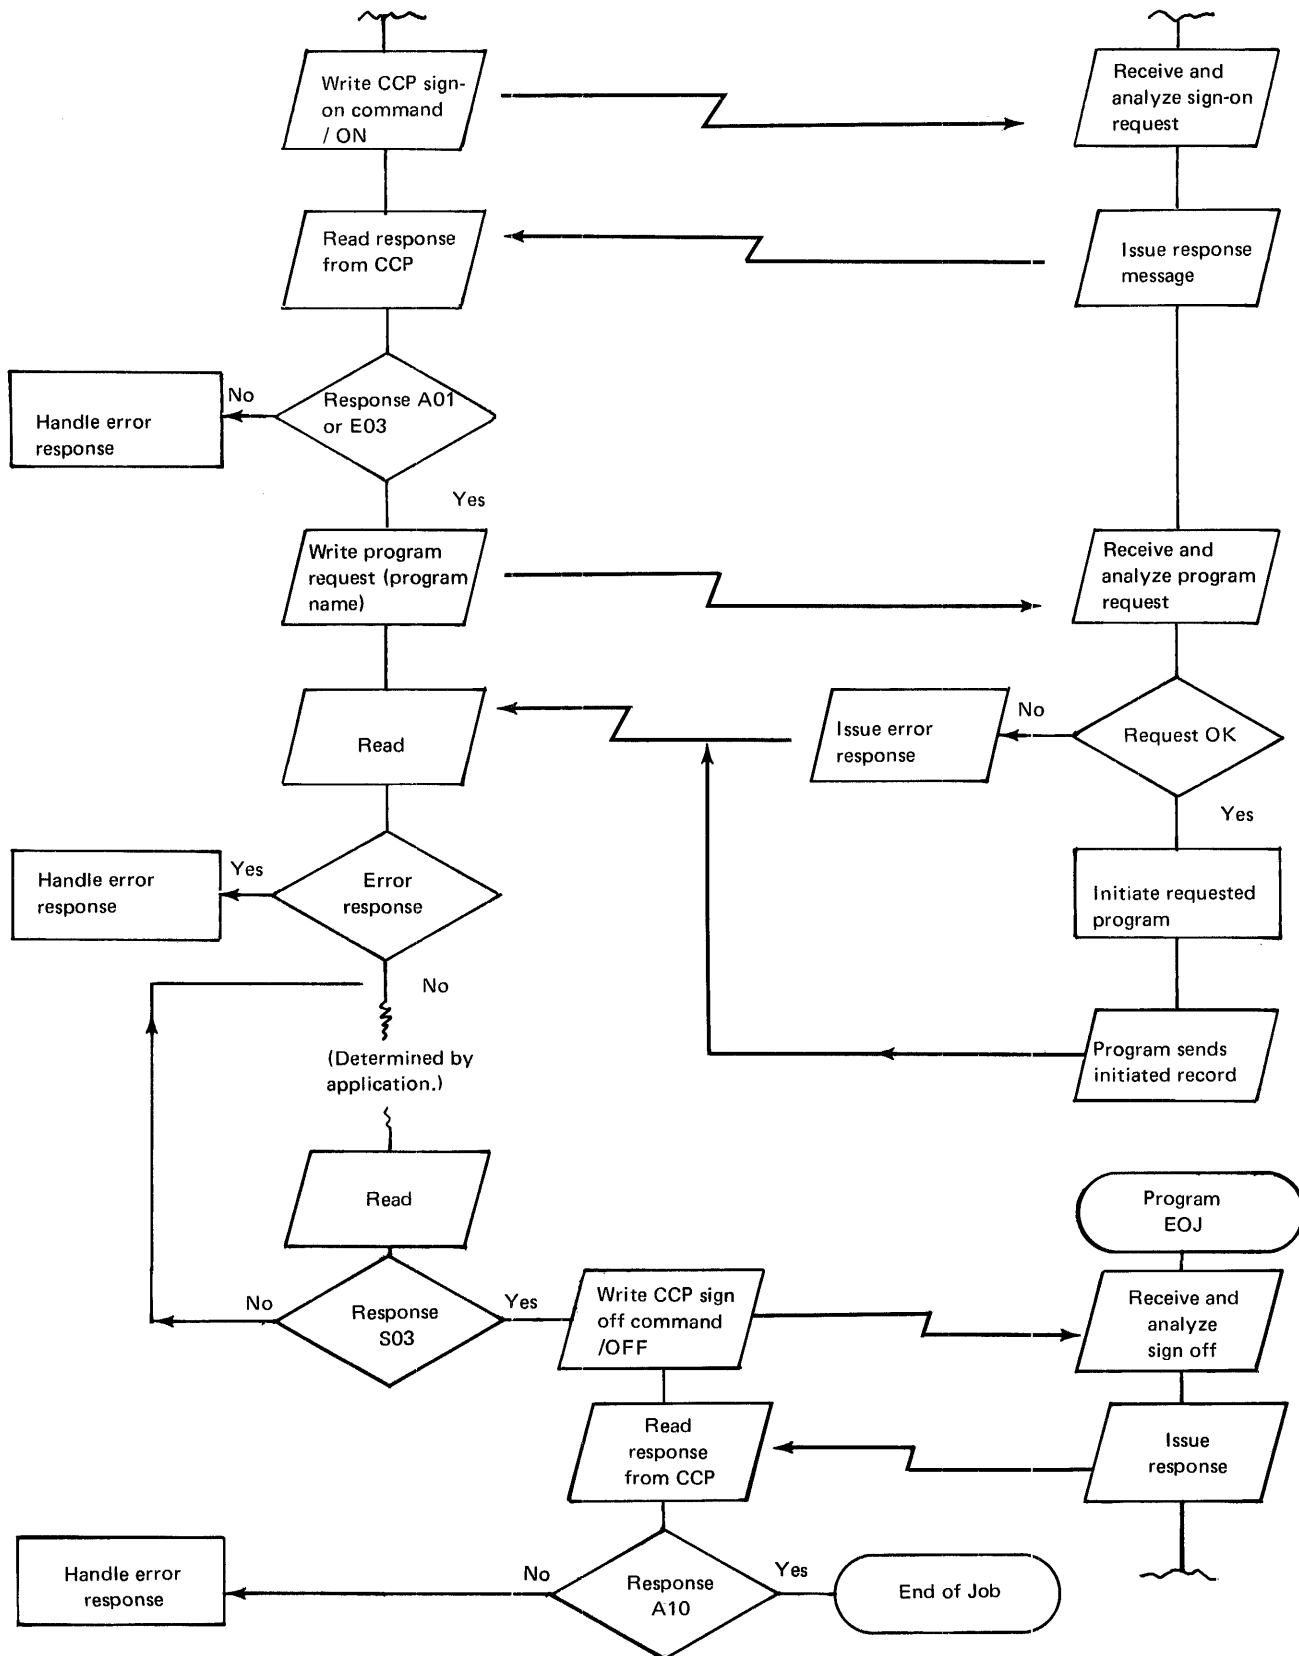 Write CCP sign-
on command
/ ON
Receive and
analyze sign-on
request
Read response
from CCP
Issue response
message
Response A01
or E03
No
Handle error
response
Yes
Write program
request (program
name)
Receive and
analyze program
request
Read
Issue error
response
No
Request OK
Yes
Handle error
response
Yes
Error
response
Initiate requested
program
No
(Determined by
application.)
Program sends
initiated record
Read
Program
EOJ
No
Response
S03
Yes
Write CCP sign
off command
/OFF
Receive and
analyze
sign off
Read
response
from CCP
Issue
response
Handle error
response
No
Response
A10
Yes
End of Job